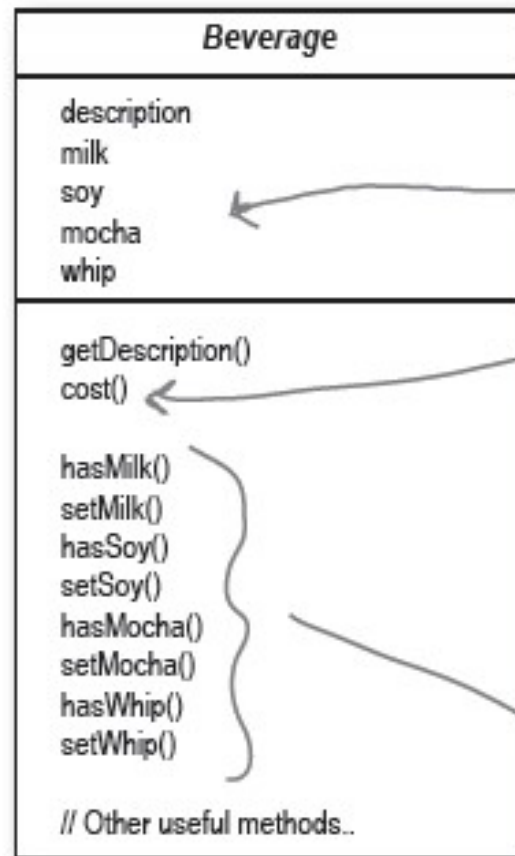 Beverage
description
milk
soy
mocha
whip
getDescription()
cost()
hasMilk()
setMilk()
hasSoy()
setSoy()
hasMocha()
setMocha()
hasWhip()
setWhip()
// Other useful methods..